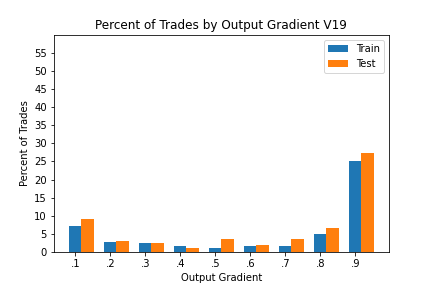 Percent of Trades by Output Gradient V19
Train
Test
Percent of Trades
55
50
45
40
35
30
25
20
15
10
5
0
.1 .2 .3 .4 .5 .6 .7 .8 .9
Output Gradient